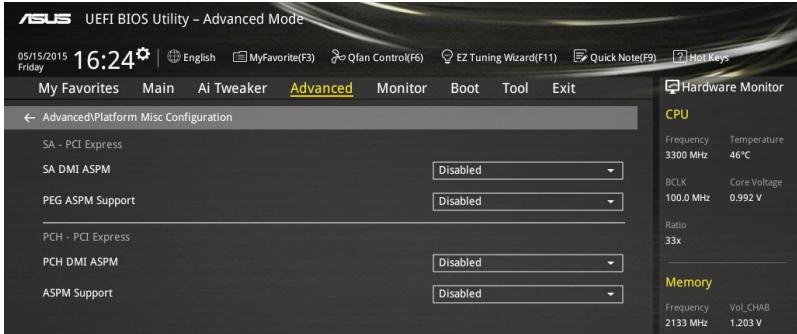 ASUS UEFI BIOS Utility – Advanced Mode
05/15/2015 Friday 16:24 English MyFavorite(F3) Qfan Control(F6) EZ Tuning Wizard(F11) Quick Note(F9) ? Hot Keys
My Favorites Main Ai Tweaker Advanced Monitor Boot Tool Exit
Hardware Monitor
← Advanced\Platform Misc Configuration
SA - PCI Express
SA DMI ASPM Disabled
PEG ASPM Support Disabled
PCH - PCI Express
PCH DMI ASPM Disabled
ASPM Support Disabled
CPU
Frequency Temperature
3300 MHz 46°C
BCLK Core Voltage
100.0 MHz 0.992 V
Ratio
33x
Memory
Frequency Vol_CHAB
2133 MHz 1.203 V